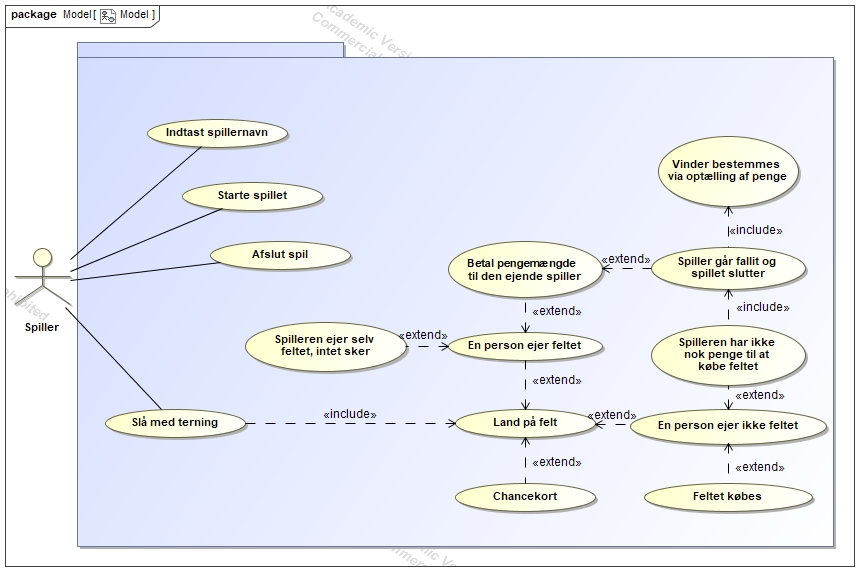 package Model [ Model ]
Academic Versi
Commercial
Indtast spillernavn
Starte spillet
Afslut spil
Spiller
hibited
Vinder bestemmes
via optælling af penge
«include»
Betal pengemængde
til den ejende spiller
«extend»
Spiller går fallit og
spillet slutter
«extend»
«include»
Spilleren ejer selv
feltet, intet sker
«extend»
En person ejer feltet
Spilleren har ikke
nok penge til at
købe feltet
«extend»
«extend»
Slå med terning
«include»
Land på felt
«extend»
En person ejer ikke feltet
«extend»
«extend»
Chancekort
Feltet købes